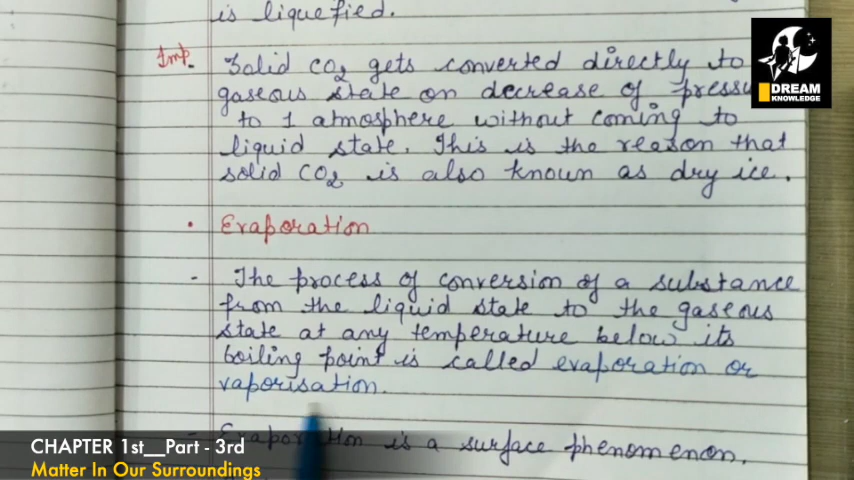 is liquefied.
Imp. Solid CO2 gets converted directly to
gaseous state on decrease of pressu
to 1 atmosphere without coming to
liquid state. This is the reason that
solid CO2 is also known as dry ice.
• Evaporation
- The process of conversion of a substance
from the liquid state to the gaseous
state at any temperature below its
boiling point is called evaporation or
vaporisation.
- Evaporation is a surface phenomenon.
DREAM
KNOWLEDGE
CHAPTER 1st__Part - 3rd
Matter In Our Surroundings